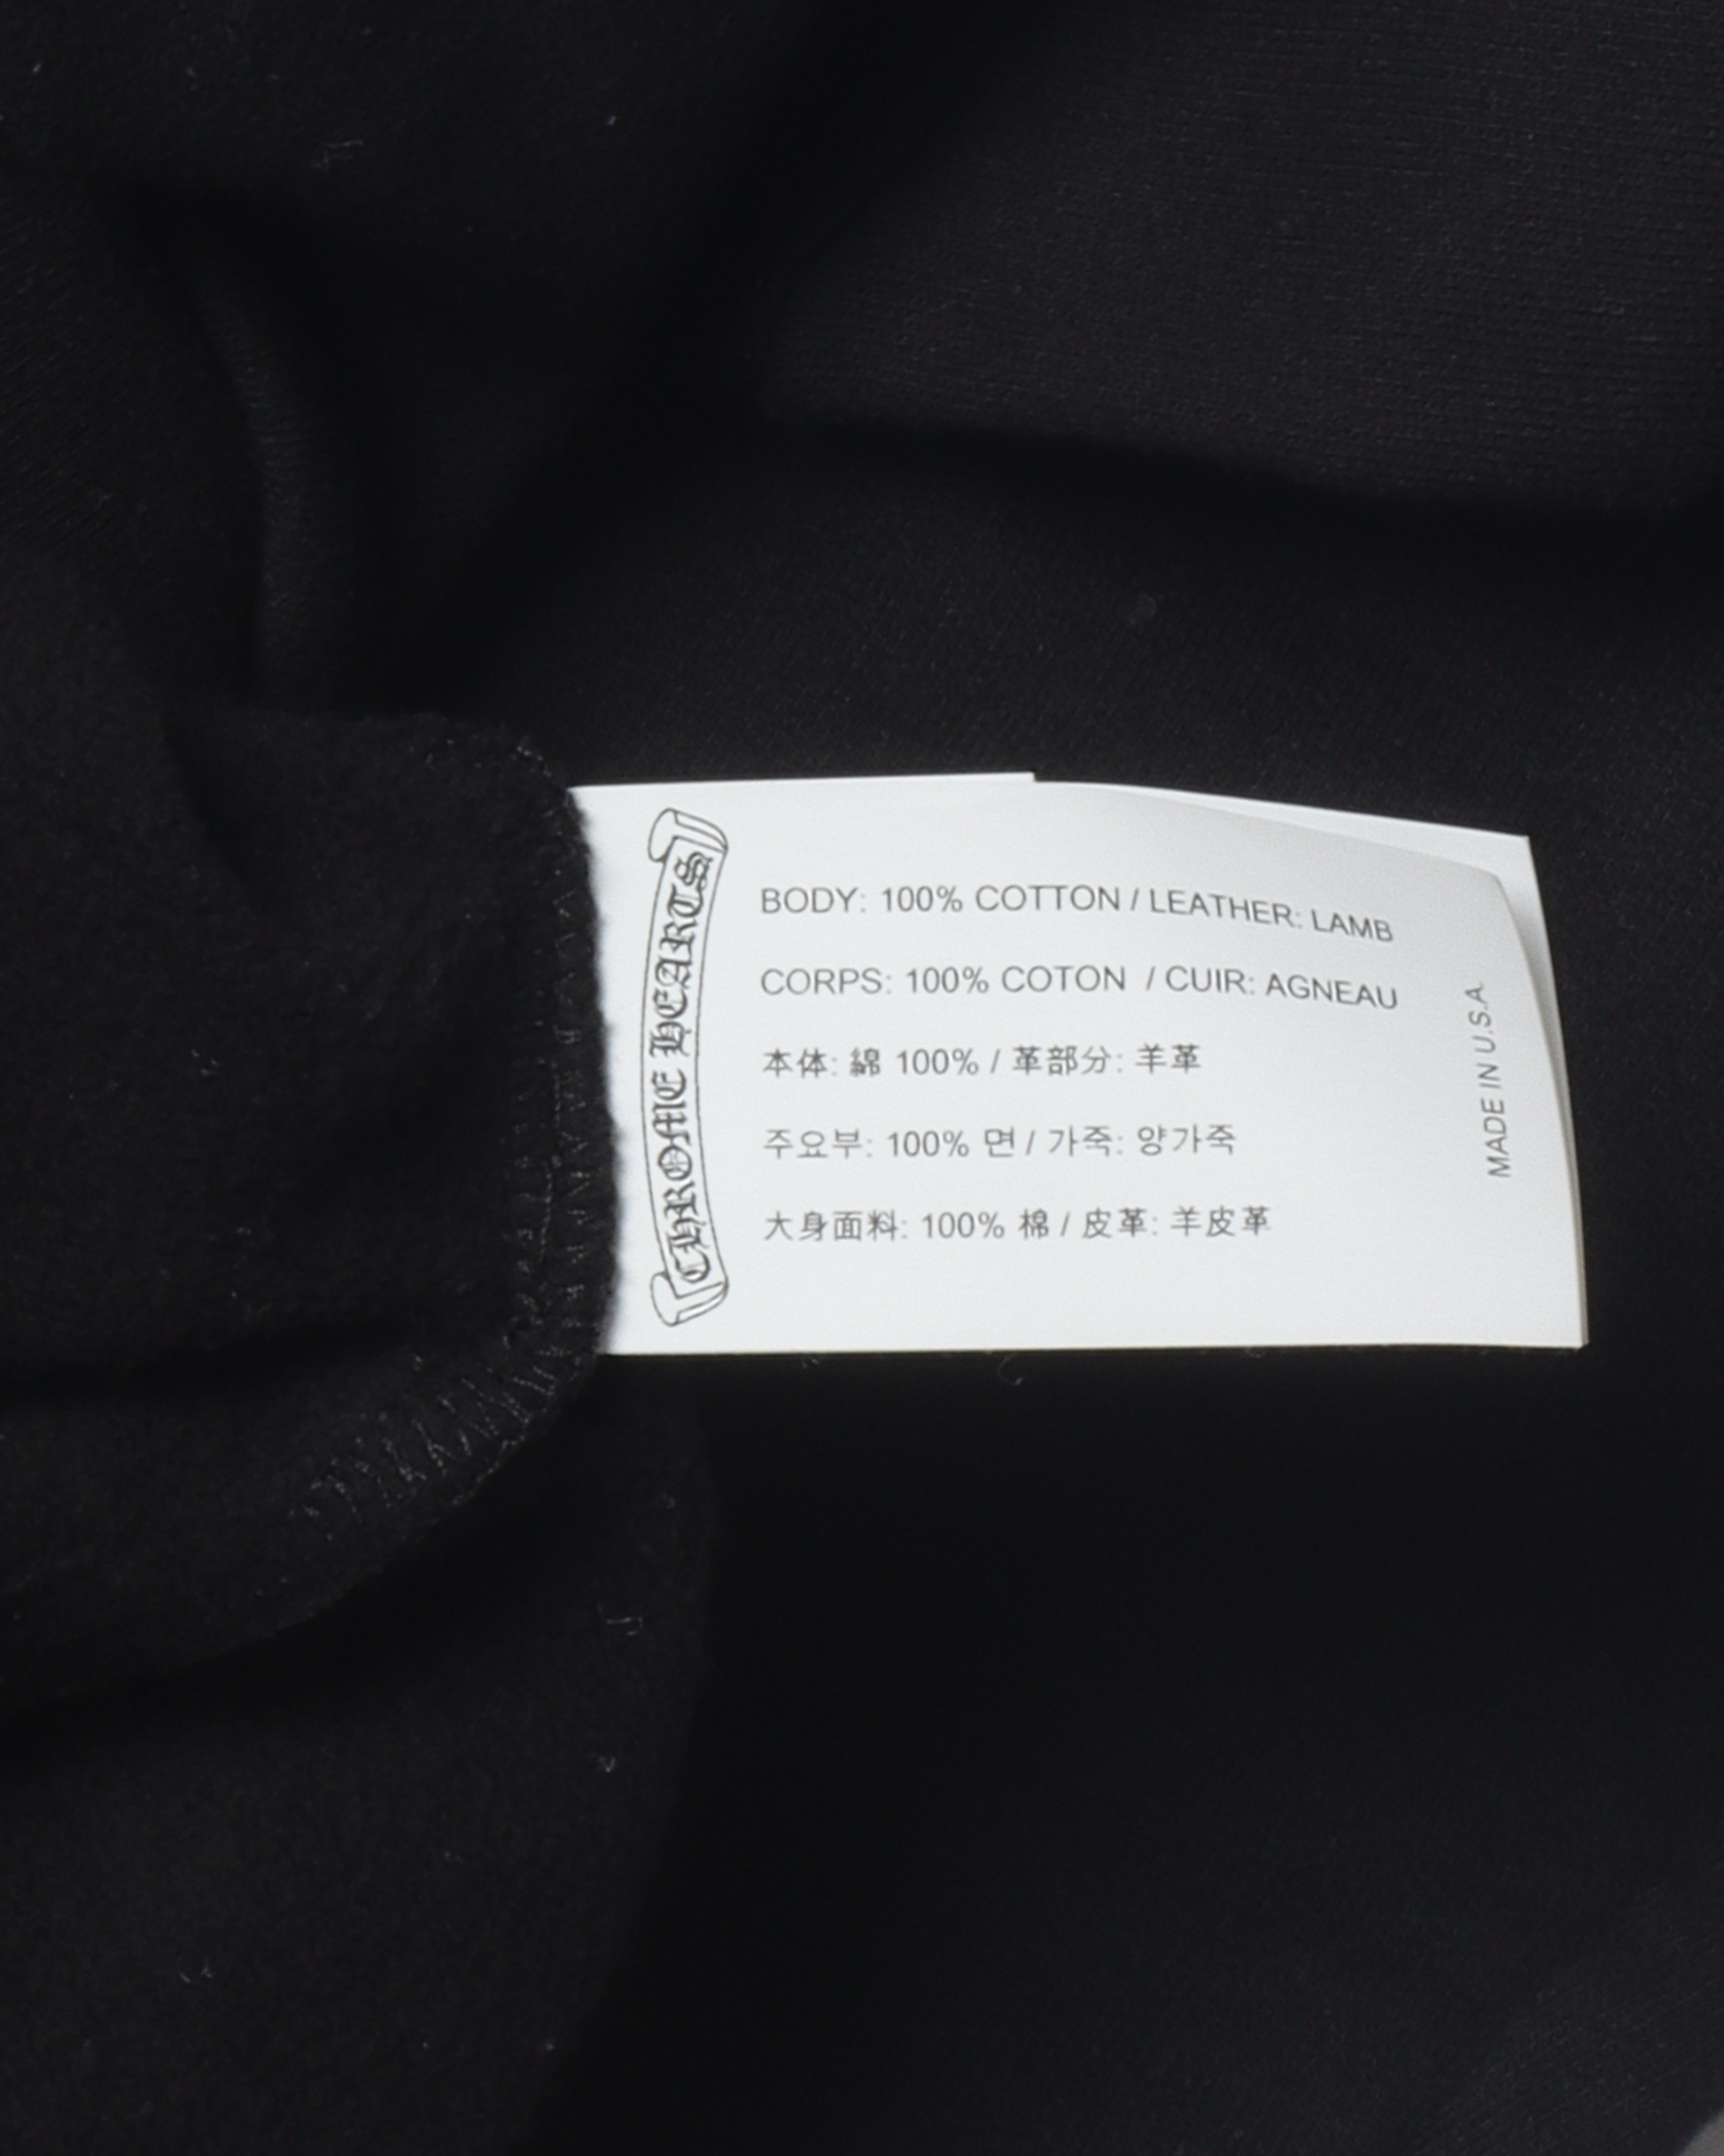 CHROME HEARTS
BODY: 100% COTTON / LEATHER: LAMB
CORPS: 100% COTON / CUIR: AGNEAU
本体: 綿 100% / 革部分: 羊革
주요부: 100% 면 / 가죽: 양가죽
大身面料: 100% 棉 / 皮革: 羊皮革
MADE IN U.S.A.